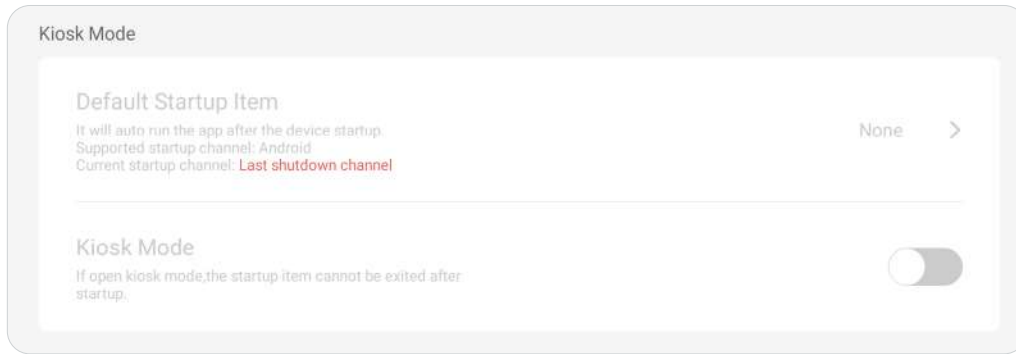 Kiosk Mode
Default Startup Item
It will auto run the app after the device startup
Supported startup channel: Android
Current startup channel: Last shutdown channel
None
Kiosk Mode
If open kiosk mode,the startup item cannot be exited after
startup.